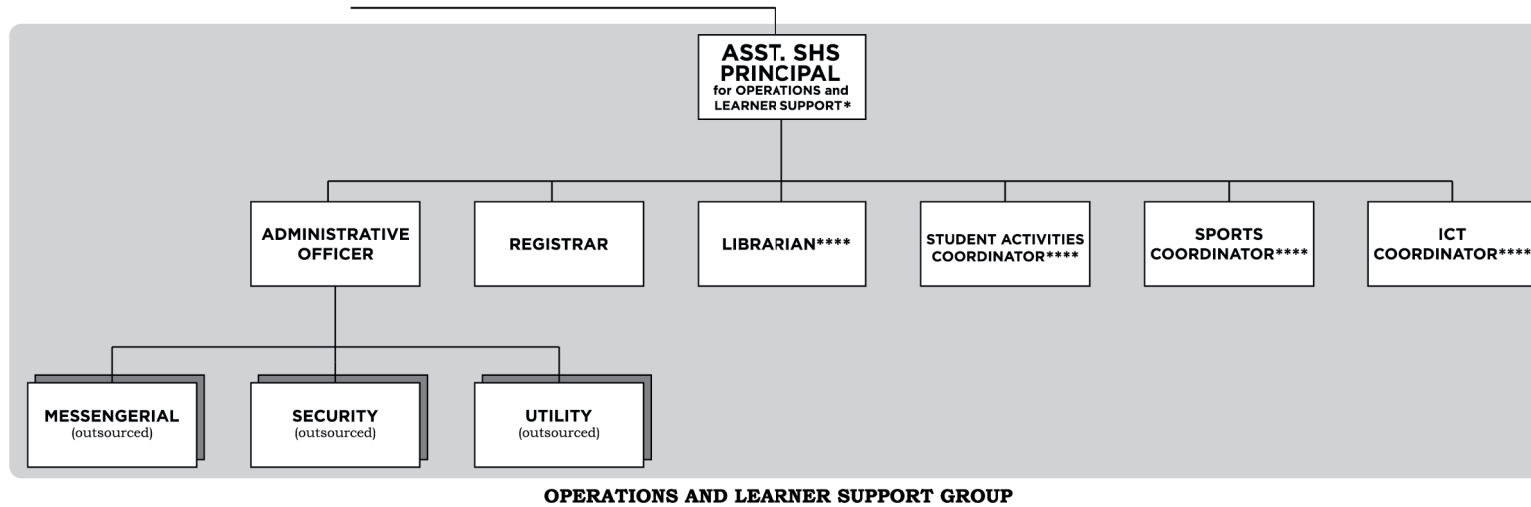 ASST. SHS
PRINCIPAL
for OPERATIONS and
LEARNER SUPPORT*
ADMINISTRATIVE
OFFICER
REGISTRAR
LIBRARIAN****
STUDENT ACTIVITIES
COORDINATOR****
SPORTS
COORDINATOR****
ICT
COORDINATOR****
MESSENGERIAL
(outsourced)
SECURITY
(outsourced)
UTILITY
(outsourced)
OPERATIONS AND LEARNER SUPPORT GROUP